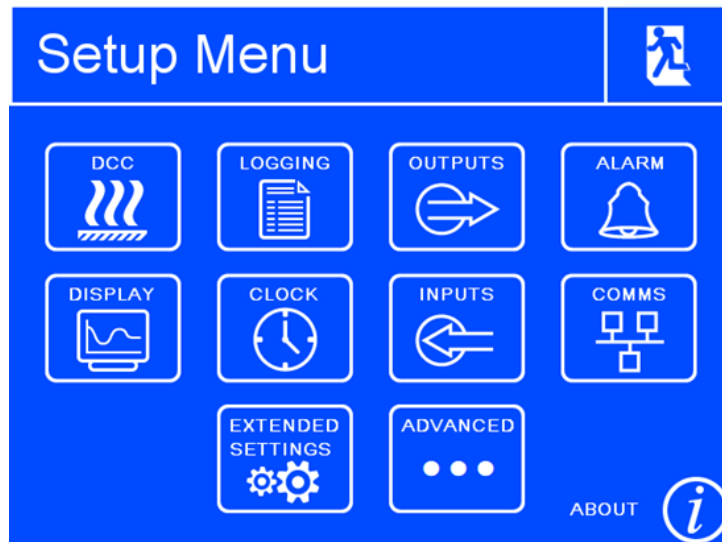 Setup Menu
DCC
LOGGING
OUTPUTS
ALARM
DISPLAY
CLOCK
INPUTS
COMMS
EXTENDED
SETTINGS
ADVANCED
ABOUT
i